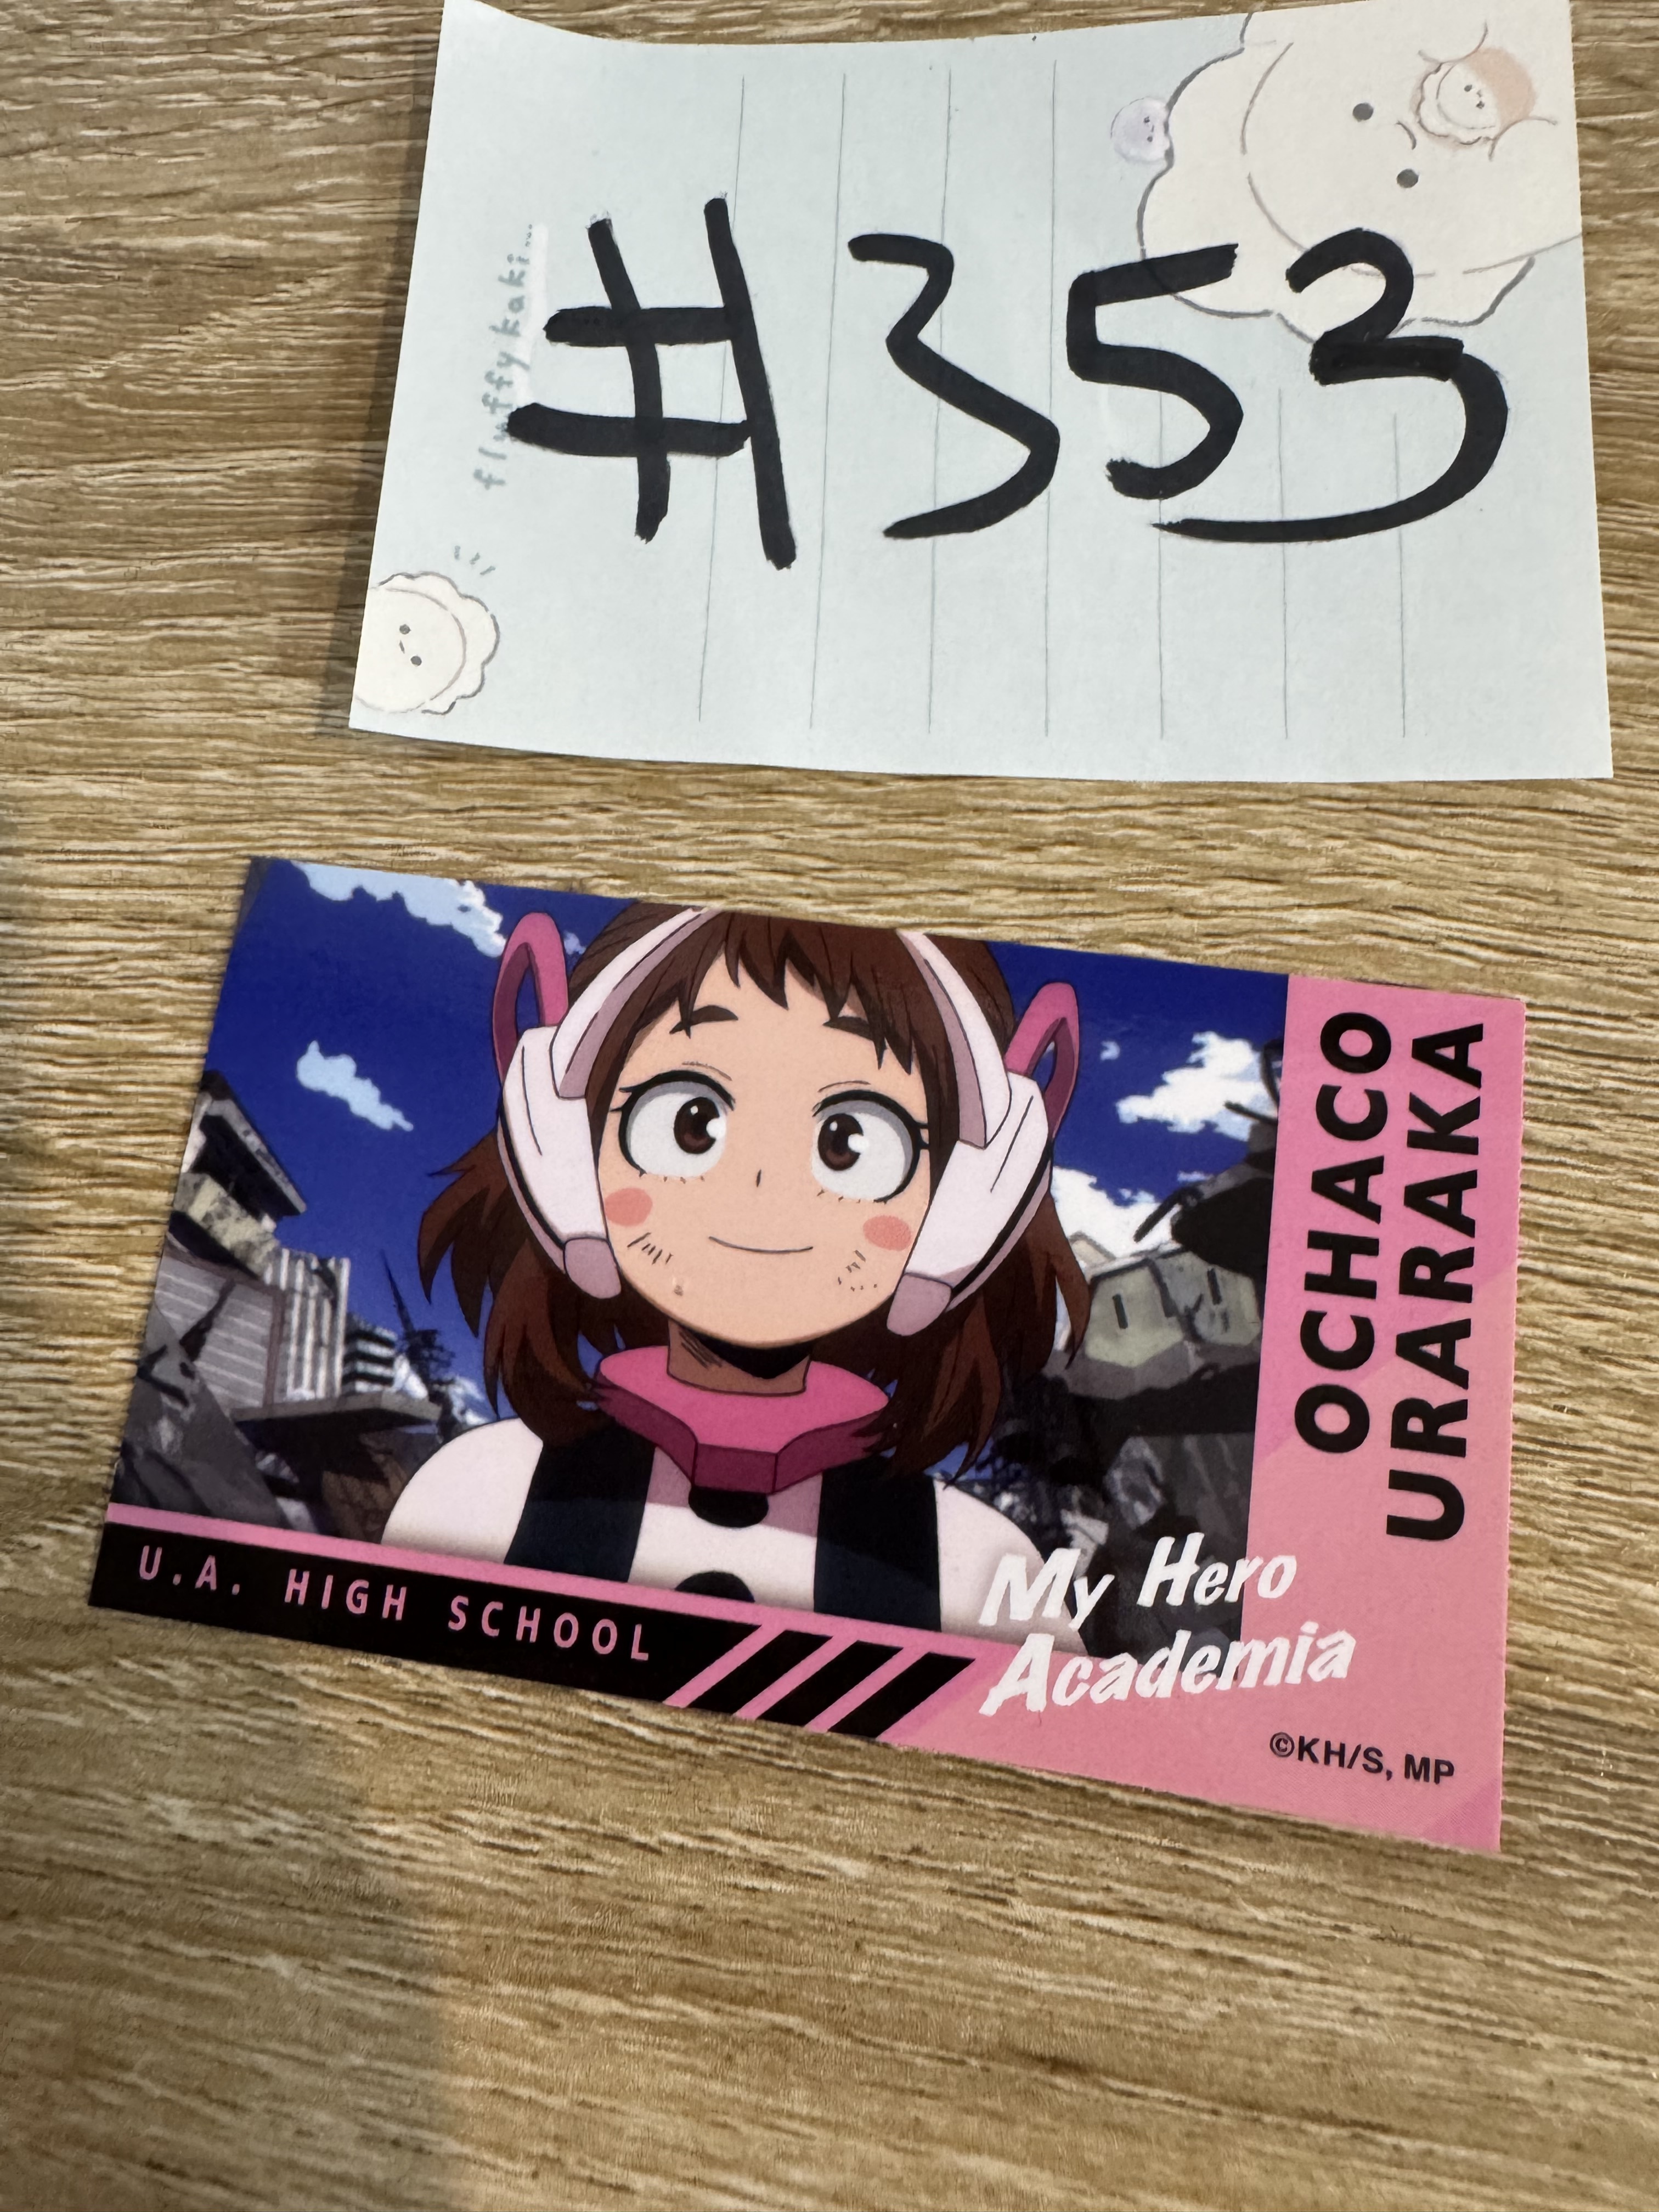 #353
fluffy kaki...
OCHACO
URARAKA
U.A. HIGH SCHOOL
My Hero
Academia
©KH/S, MP